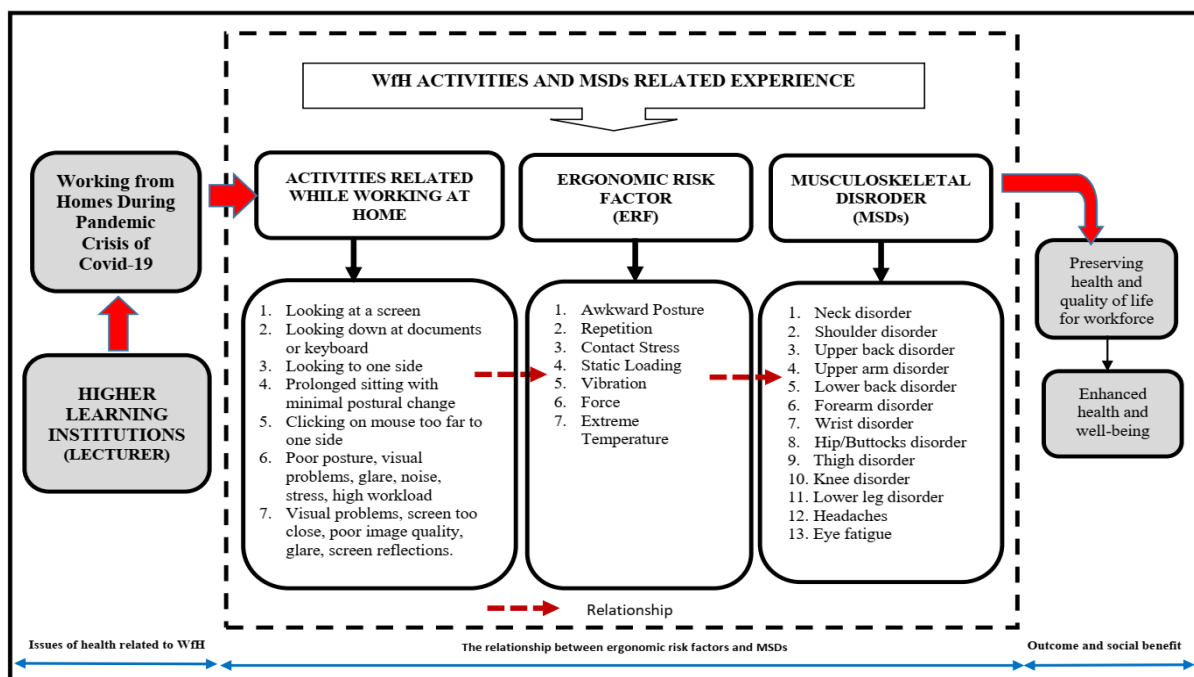 WfH ACTIVITIES AND MSDs RELATED EXPERIENCE
Working from
Homes During
Pandemic
Crisis of
Covid-19
HIGHER
LEARNING
INSTITUTIONS
(LECTURER)
ACTIVITIES RELATED
WHILE WORKING AT
HOME
1. Looking at a screen
2. Looking down at documents
or keyboard
3. Looking to one side
4. Prolonged sitting with
minimal postural change
5. Clicking on mouse too far to
one side
6. Poor posture, visual
problems, glare, noise,
stress, high workload
7. Visual problems, screen too
close, poor image quality,
glare, screen reflections.
ERGONOMIC RISK
FACTOR
(ERF)
1. Awkward Posture
2. Repetition
3. Contact Stress
4. Static Loading
5. Vibration
6. Force
7. Extreme
Temperature
MUSCULOSKELETAL
DISRODER
(MSDs)
1. Neck disorder
2. Shoulder disorder
3. Upper back disorder
4. Upper arm disorder
5. Lower back disorder
6. Forearm disorder
7. Wrist disorder
8. Hip/Buttocks disorder
9. Thigh disorder
10. Knee disorder
11. Lower leg disorder
12. Headaches
13. Eye fatigue
Preserving
health and
quality of life
for workforce
Enhanced
health and
well-being
Relationship
Issues of health related to WfH
The relationship between ergonomic risk factors and MSDs
Outcome and social benefit